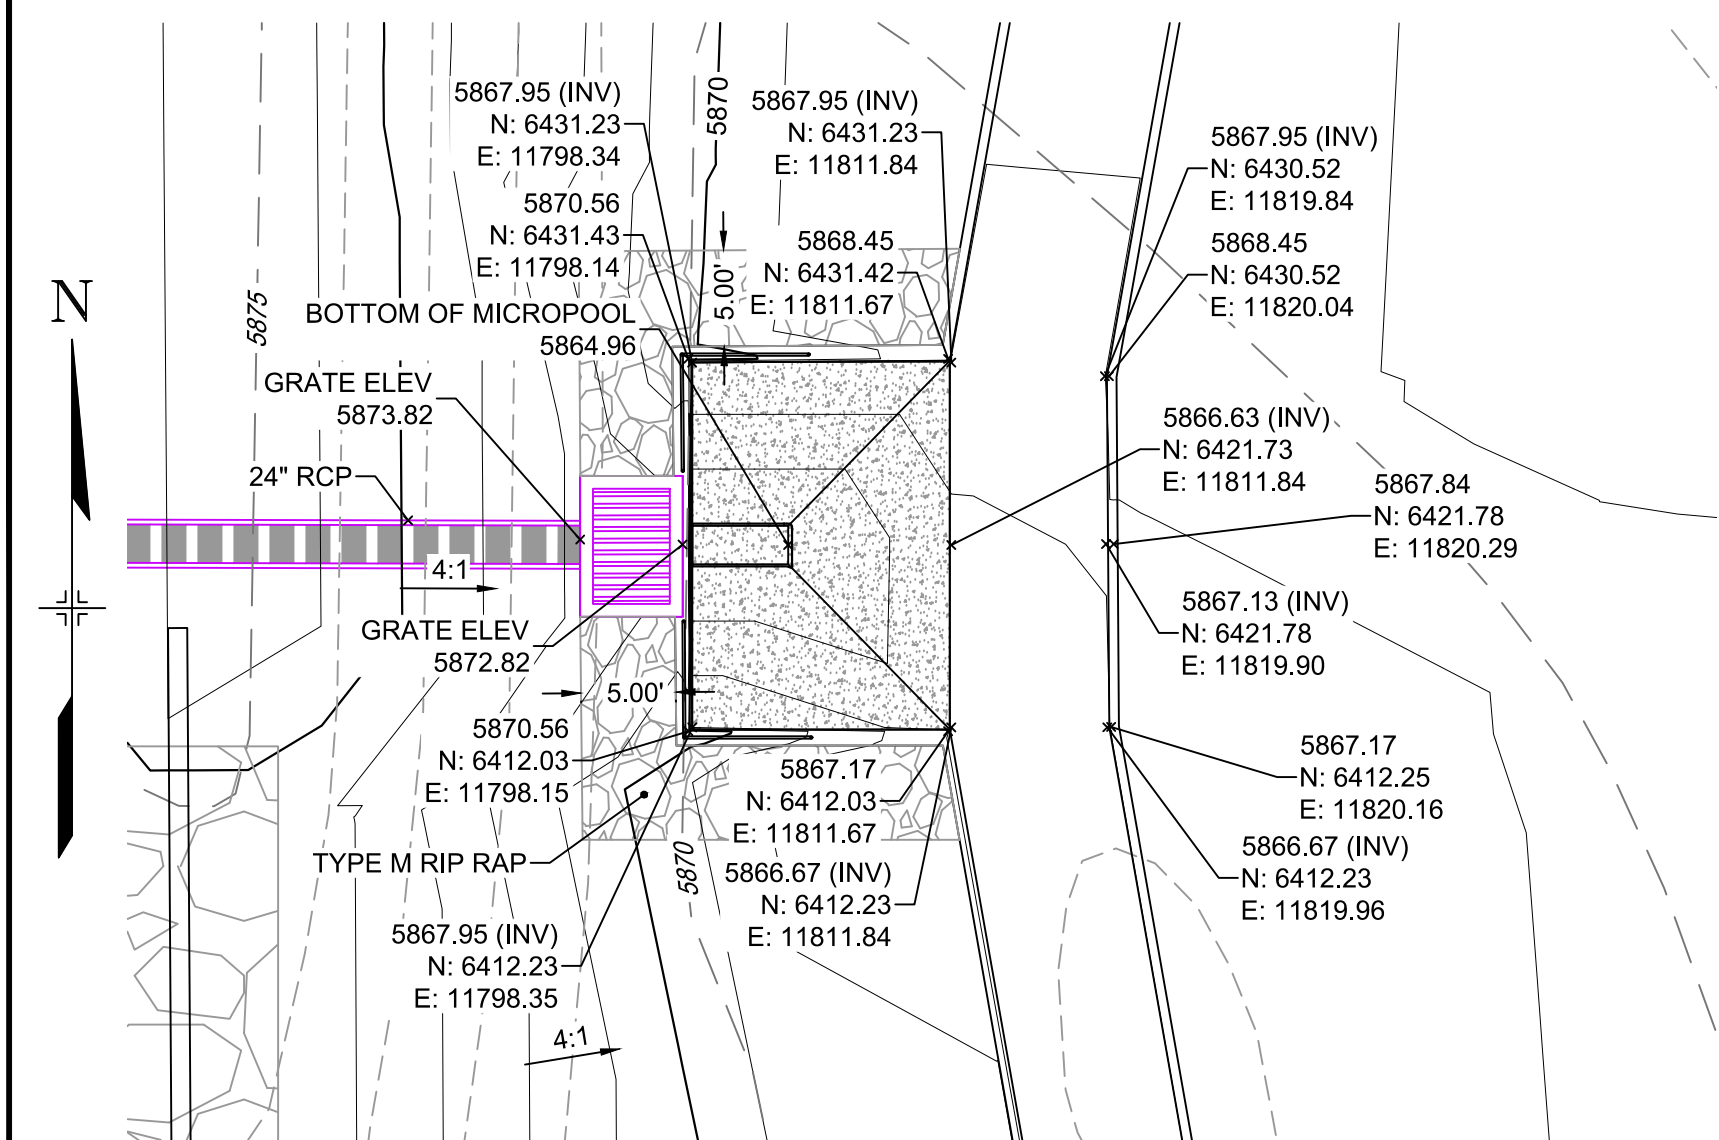 5867.95 (INV)
N: 6431.23
E: 11798.34
5870.56
N: 6431.43
E: 11798.14
BOTTOM OF MICROPOOL
5864.96
GRATE ELEV
5873.82
24" RCP
4:1
GRATE ELEV
5872.82
5.00'
5870.56
N: 6412.03
E: 11798.15
TYPE M RIP RAP
5867.95 (INV)
N: 6412.23
E: 11798.35
4:1
N
5875
5870
5.00'
5867.95 (INV)
N: 6431.23
E: 11811.84
5868.45
N: 6431.42
E: 11811.67
5867.17
N: 6412.03
E: 11811.67
5866.67 (INV)
N: 6412.23
E: 11811.84
5870
5867.95 (INV)
N: 6430.52
E: 11819.84
5868.45
N: 6430.52
E: 11820.04
5866.63 (INV)
N: 6421.73
E: 11811.84
5867.84
N: 6421.78
E: 11820.29
5867.13 (INV)
N: 6421.78
E: 11819.90
5867.17
N: 6412.25
E: 11820.16
5866.67 (INV)
N: 6412.23
E: 11819.96